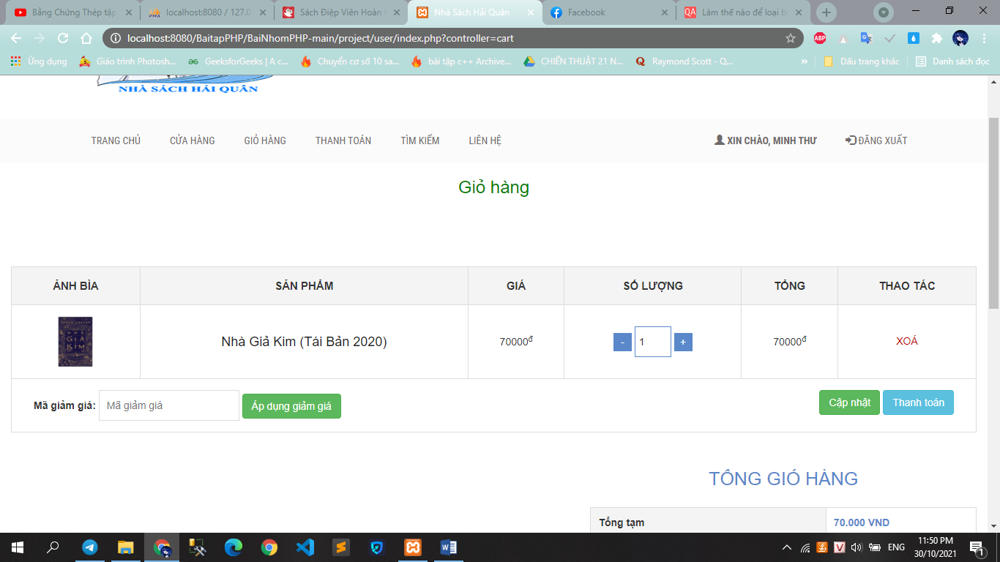 Bằng Chứng Thép tập
localhost:8080 / 127.0
Sách Điệp Viên Hoàn
Nhà Sách Hải Quân
Facebook
Làm thế nào để loại b
localhost:8080/BaitapPHP/BaiNhomPHP-main/project/user/index.php?controller=cart
Ứng dụng
Giáo trình Photosh...
GeeksforGeeks | A c...
Chuyển cơ số 10 sa...
bài tập c++ Archive...
CHIẾN THUẬT 21 N...
Raymond Scott - Q...
»
Dấu trang khác
Danh sách đọc
NHÀ SÁCH HẢI QUÂN
TRANG CHỦ
CỬA HÀNG
GIỎ HÀNG
THANH TOÁN
TÌM KIẾM
LIÊN HỆ
XIN CHÀO, MINH THƯ
ĐĂNG XUẤT
Giỏ hàng
ẢNH BÌA
SẢN PHẨM
GIÁ
SỐ LƯỢNG
TỔNG
THAO TÁC
NHÀ GIẢ KIM
Nhà Giả Kim (Tái Bản 2020)
70000đ
- 1 +
70000đ
XOÁ
Mã giảm giá:
Mã giảm giá
Áp dụng giảm giá
Cập nhật
Thanh toán
TỔNG GIỎ HÀNG
Tổng tạm
70.000 VND
ENG
11:50 PM
30/10/2021